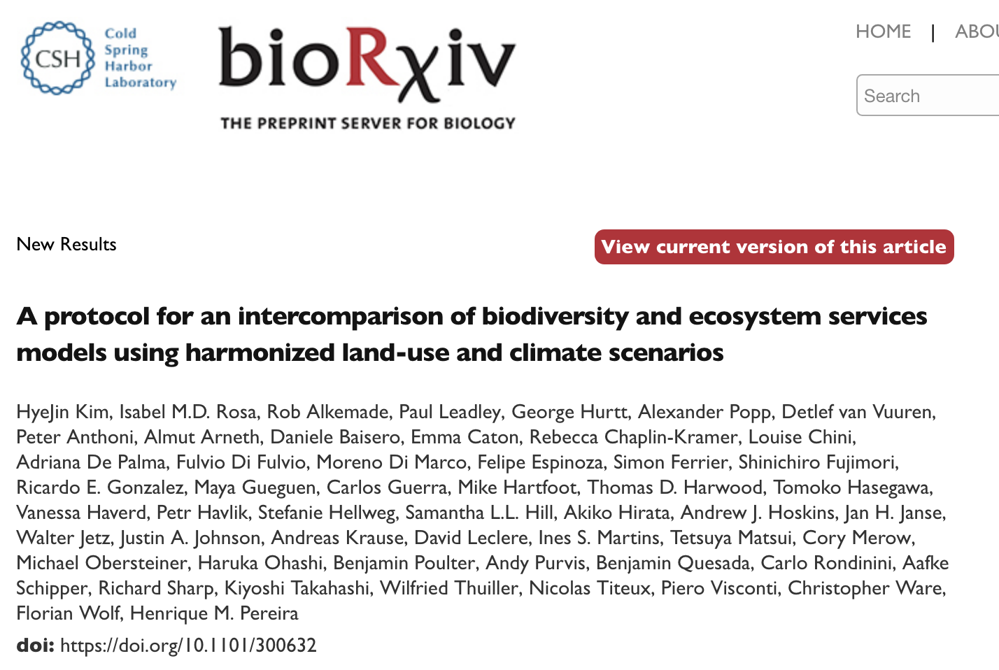 CSH
Cold
Spring
Harbor
Laboratory
bioRxiv
THE PREPRINT SERVER FOR BIOLOGY
HOME | ABOU
Search
New Results
View current version of this article
A protocol for an intercomparison of biodiversity and ecosystem services
models using harmonized land-use and climate scenarios
HyeJin Kim, Isabel M.D. Rosa, Rob Alkemade, Paul Leadley, George Hurtt, Alexander Popp, Detlef van Vuuren,
Peter Anthoni, Almut Arneth, Daniele Baisero, Emma Caton, Rebecca Chaplin-Kramer, Louise Chini,
Adriana De Palma, Fulvio Di Fulvio, Moreno Di Marco, Felipe Espinoza, Simon Ferrier, Shinichiro Fujimori,
Ricardo E. Gonzalez, Maya Gueguen, Carlos Guerra, Mike Hartfoot, Thomas D. Harwood, Tomoko Hasegawa,
Vanessa Haverd, Petr Havlik, Stefanie Hellweg, Samantha L.L. Hill, Akiko Hirata, Andrew J. Hoskins, Jan H. Janse,
Walter Jetz, Justin A. Johnson, Andreas Krause, David Leclere, Ines S. Martins, Tetsuya Matsui, Cory Merow,
Michael Obersteiner, Haruka Ohashi, Benjamin Poulter, Andy Purvis, Benjamin Quesada, Carlo Rondinini, Aafke
Schipper, Richard Sharp, Kiyoshi Takahashi, Wilfried Thuiller, Nicolas Titeux, Piero Visconti, Christopher Ware,
Florian Wolf, Henrique M. Pereira
doi: https://doi.org/10.1101/300632